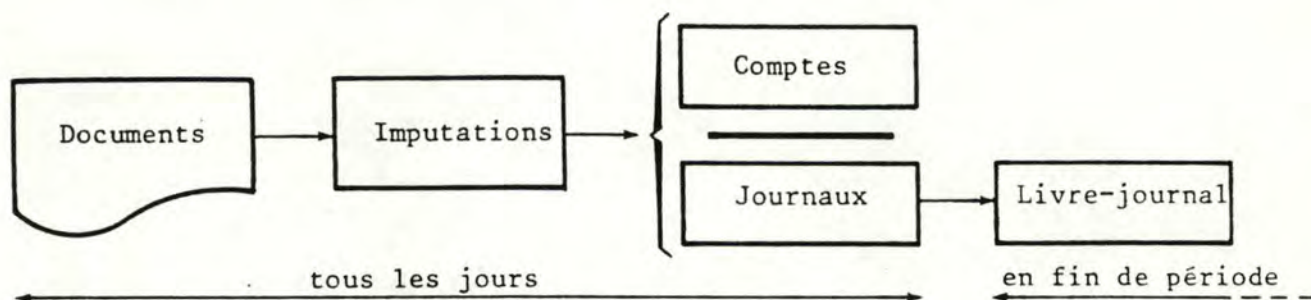 Comptes
Documents
Imputations
Journaux
Livre-journal
tous les jours
en fin de période